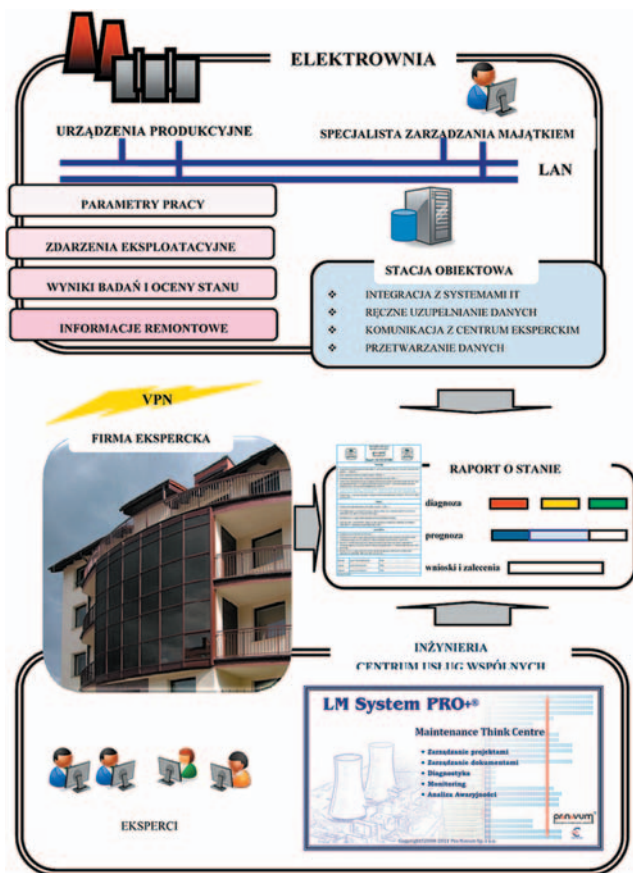 ELEKTROWNIA
URZĄDZENIA PRODUKCYJNE
SPECJALISTA ZARZĄDZANIA MAJĄTKIEM
LAN
PARAMETRY PRACY
ZDARZENIA EKSPLOATACYJNE
WYNIKI BADAŃ I OCENY STANU
INFORMACJE REMONTOWE
STACJA OBIEKTOWA
❖ INTEGRACJA Z SYSTEMAMI IT
❖ RĘCZNE UZUPEŁNIANIE DANYCH
❖ KOMUNIKACJA Z CENTRUM EKSPERCKIM
❖ PRZETWARZANIE DANYCH
VPN
FIRMA EKSPERCKA
RAPORT O STANIE
diagnoza
prognoza
wnioski i zalecenia
INŻYNIERIA
CENTRUM USŁUG WSPÓLNYCH
LM System PRO+®
Maintenance Think Centre
• Zarządzanie projektami
• Zarządzanie dokumentami
• Diagnostyka
• Monitoring
• Analiza Awaryjności
EKSPERCI